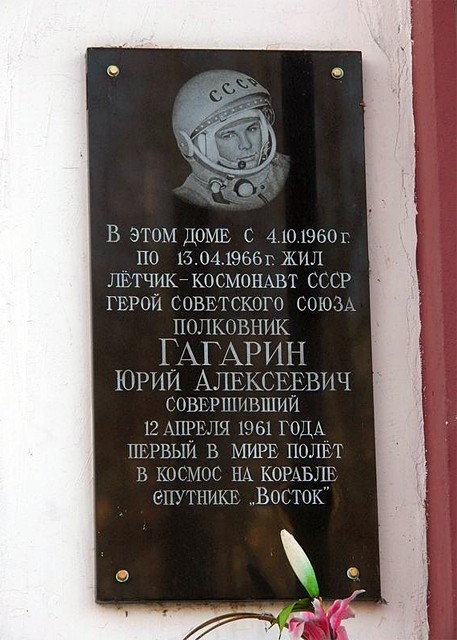 СССР
В ЭТОМ ДОМЕ С 4.10.1960 г.
ПО 13.04.1966 г. ЖИЛ
ЛЁТЧИК-КОСМОНАВТ СССР
ГЕРОЙ СОВЕТСКОГО СОЮЗА
ПОЛКОВНИК
ГАГАРИН
ЮРИЙ АЛЕКСЕЕВИЧ
СОВЕРШИВШИЙ
12 АПРЕЛЯ 1961 ГОДА
ПЕРВЫЙ В МИРЕ ПОЛЁТ
В КОСМОС НА КОРАБЛЕ
СПУТНИКЕ „ВОСТОК"